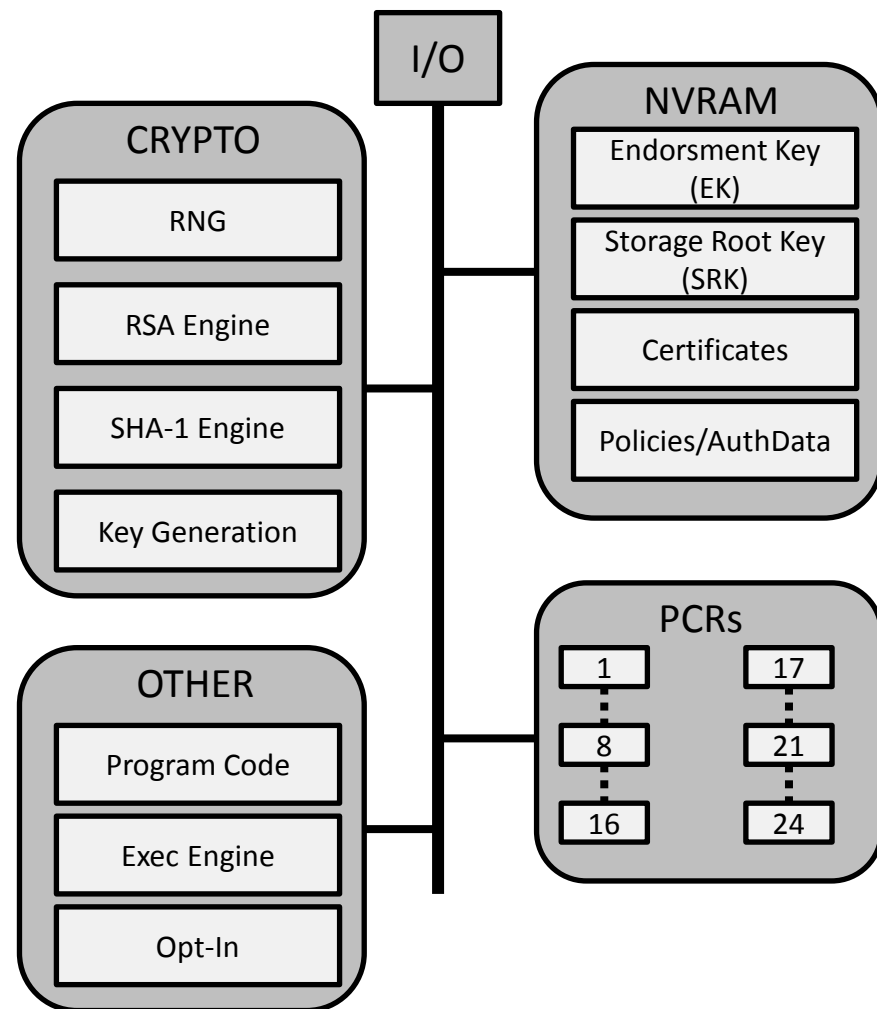 I/O
CRYPTO
RNG
RSA Engine
SHA-1 Engine
Key Generation
NVRAM
Endorsment Key
(EK)
Storage Root Key
(SRK)
Certificates
Policies/AuthData
OTHER
Program Code
Exec Engine
Opt-In
PCRs
1
17
8
21
16
24